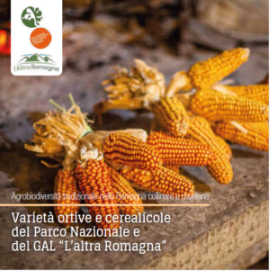 L'altra Romagna
Agrobiodiversità tradizionale nella Romagna collinare e montana
Varietà ortive e cerealicole
del Parco Nazionale e
del GAL "L'altra Romagna"